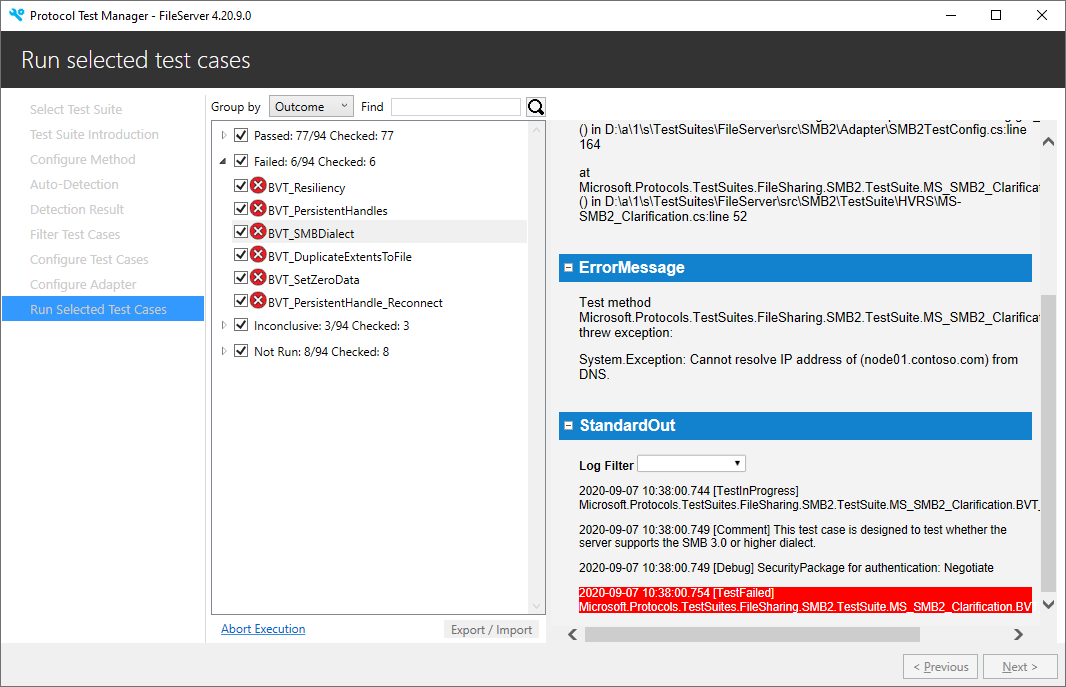 Protocol Test Manager - FileServer 4.20.9.0
Run selected test cases
Select Test Suite
Test Suite Introduction
Configure Method
Auto-Detection
Detection Result
Filter Test Cases
Configure Test Cases
Configure Adapter
Run Selected Test Cases
Group by Outcome Find
Passed: 77/94 Checked: 77
Failed: 6/94 Checked: 6
BVT_Resiliency
BVT_PersistentHandles
BVT_SMBDialect
BVT_DuplicateExtentsToFile
BVT_SetZeroData
BVT_PersistentHandle_Reconnect
Inconclusive: 3/94 Checked: 3
Not Run: 8/94 Checked: 8
Abort Execution
Export / Import
() in D:\a\1\s\TestSuites\FileServer\src\SMB2\Adapter\SMB2TestConfig.cs:line
164
at
Microsoft.Protocols.TestSuites.FileSharing.SMB2.TestSuite.MS_SMB2_Clarificat
() in D:\a\1\s\TestSuites\FileServer\src\SMB2\TestSuite\HVRS\MS-
SMB2_Clarification.cs:line 52
ErrorMessage
Test method
Microsoft.Protocols.TestSuites.FileSharing.SMB2.TestSuite.MS_SMB2_Clarificat
threw exception:
System.Exception: Cannot resolve IP address of (node01.contoso.com) from
DNS.
StandardOut
Log Filter
2020-09-07 10:38:00.744 [TestInProgress]
Microsoft.Protocols.TestSuites.FileSharing.SMB2.TestSuite.MS_SMB2_Clarification.BVT_
2020-09-07 10:38:00.749 [Comment] This test case is designed to test whether the
server supports the SMB 3.0 or higher dialect.
2020-09-07 10:38:00.749 [Debug] SecurityPackage for authentication: Negotiate
2020-09-07 10:38:00.754 [TestFailed]
Microsoft.Protocols.TestSuites.FileSharing.SMB2.TestSuite.MS_SMB2_Clarification.BV
< Previous
Next >